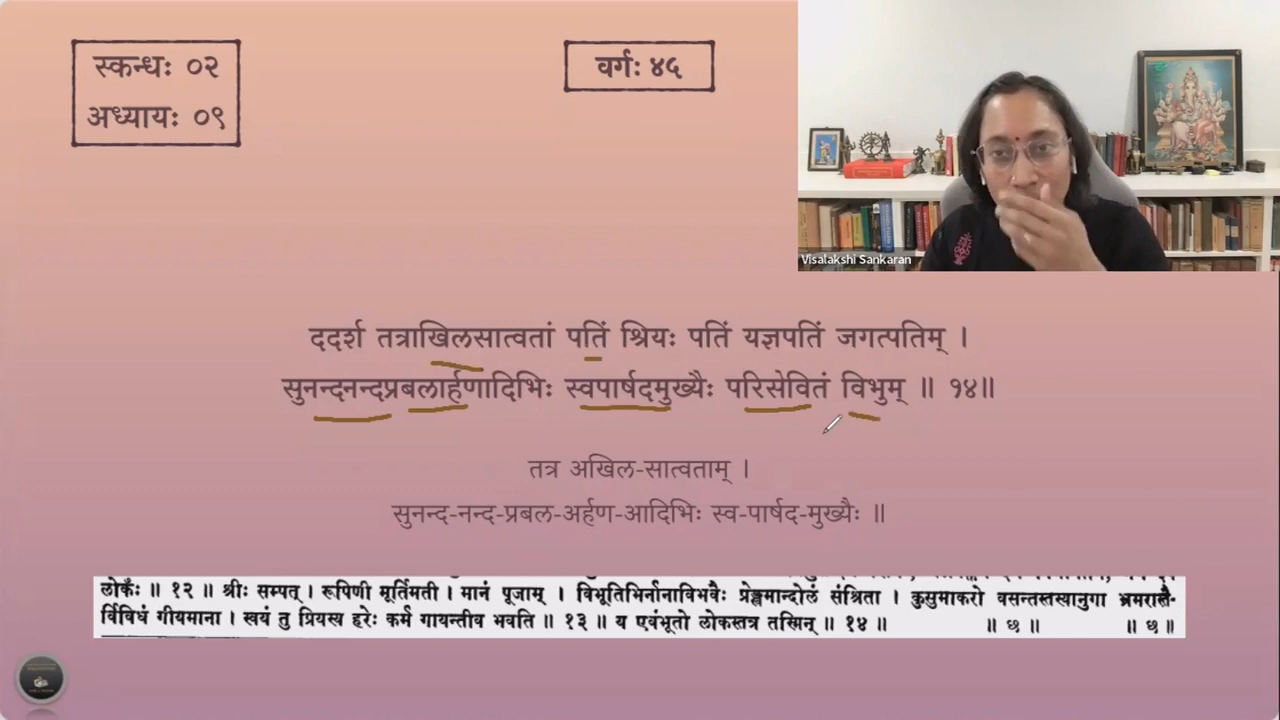 स्कन्धः ०२
अध्यायः ०९
वर्गः ४५
Visalakshi Sankaran
ददर्श तत्राखिलसात्वतां पतिं श्रियः पतिं यज्ञपतिं जगत्पतिम् ।
सुनन्दनन्दप्रबलार्हणादिभिः स्वपार्षदमुख्यैः परिसेवितं विभुम् ॥ १४॥
तत्र अखिल-सात्वताम् ।
सुनन्द-नन्द-प्रबल-अर्हण-आदिभिः स्व-पार्षद-मुख्यैः ॥
लोकः ॥ १२ ॥ श्रीः सम्पत् । रूपिणी मूर्तिमती । मानं पूजाम् । विभूतिभिर्नानाविभवैः प्रेङ्खमान्दोलं संश्रिता । कुसुमाकरो वसन्तस्तस्यानुगा भ्रमरास्तै-
र्विविधं गीयमाना । स्वयं तु प्रियस्य हरेः कर्म गायन्तीव भवति ॥ १३ ॥ य एवंभूतो लोकस्तत्र तस्मिन् ॥ १४ ॥ ॥ छ ॥ ॥ छ ॥